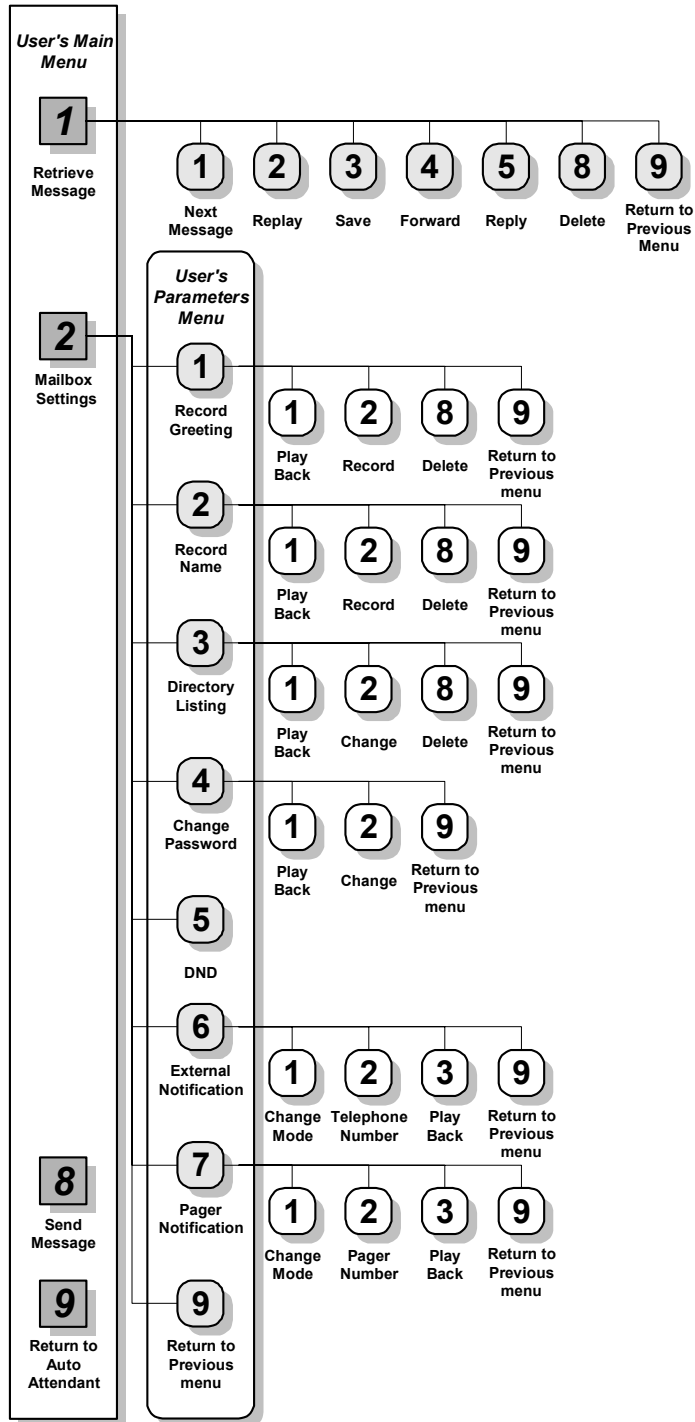 User's Main
Menu
1
Retrieve
Message
1 2 3 4 5 8 9
Next
Message
Replay
Save
Forward
Reply
Delete
Return to
Previous
Menu
User's
Parameters
Menu
2
Mailbox
Settings
1
Record
Greeting
1 2 8 9
Play
Back
Record
Delete
Return to
Previous
menu
2
Record
Name
1 2 8 9
Play
Back
Record
Delete
Return to
Previous
menu
3
Directory
Listing
1 2 8 9
Play
Back
Change
Delete
Return to
Previous
menu
4
Change
Password
1 2 9
Play
Back
Change
Return to
Previous
menu
5
DND
6
External
Notification
1 2 3 9
Change
Mode
Telephone
Number
Play
Back
Return to
Previous
menu
7
Pager
Notification
1 2 3 9
Change
Mode
Pager
Number
Play
Back
Return to
Previous
menu
8
Send
Message
9
Return to
Auto
Attendant
9
Return to
Previous
menu